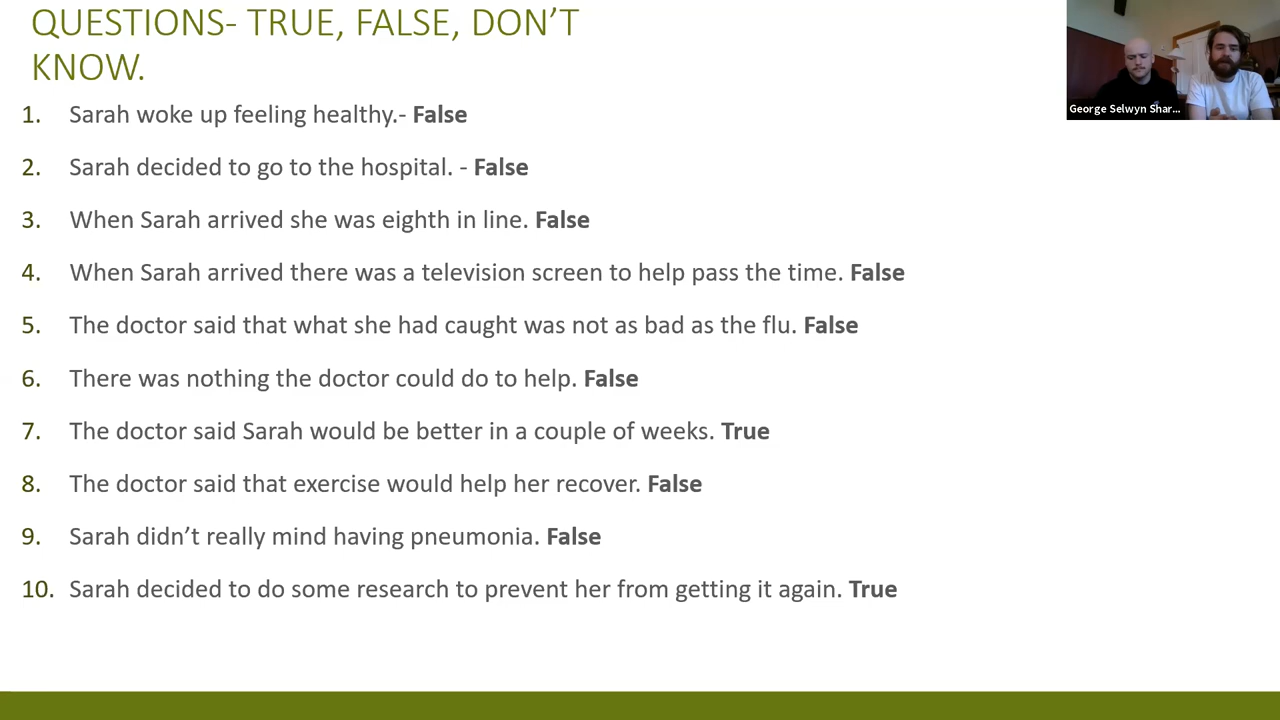 QUESTIONS- TRUE, FALSE, DON’T
KNOW.
1. Sarah woke up feeling healthy.- False
2. Sarah decided to go to the hospital. - False
3. When Sarah arrived she was eighth in line. False
4. When Sarah arrived there was a television screen to help pass the time. False
5. The doctor said that what she had caught was not as bad as the flu. False
6. There was nothing the doctor could do to help. False
7. The doctor said Sarah would be better in a couple of weeks. True
8. The doctor said that exercise would help her recover. False
9. Sarah didn’t really mind having pneumonia. False
10. Sarah decided to do some research to prevent her from getting it again. True
George Selwyn Shar...